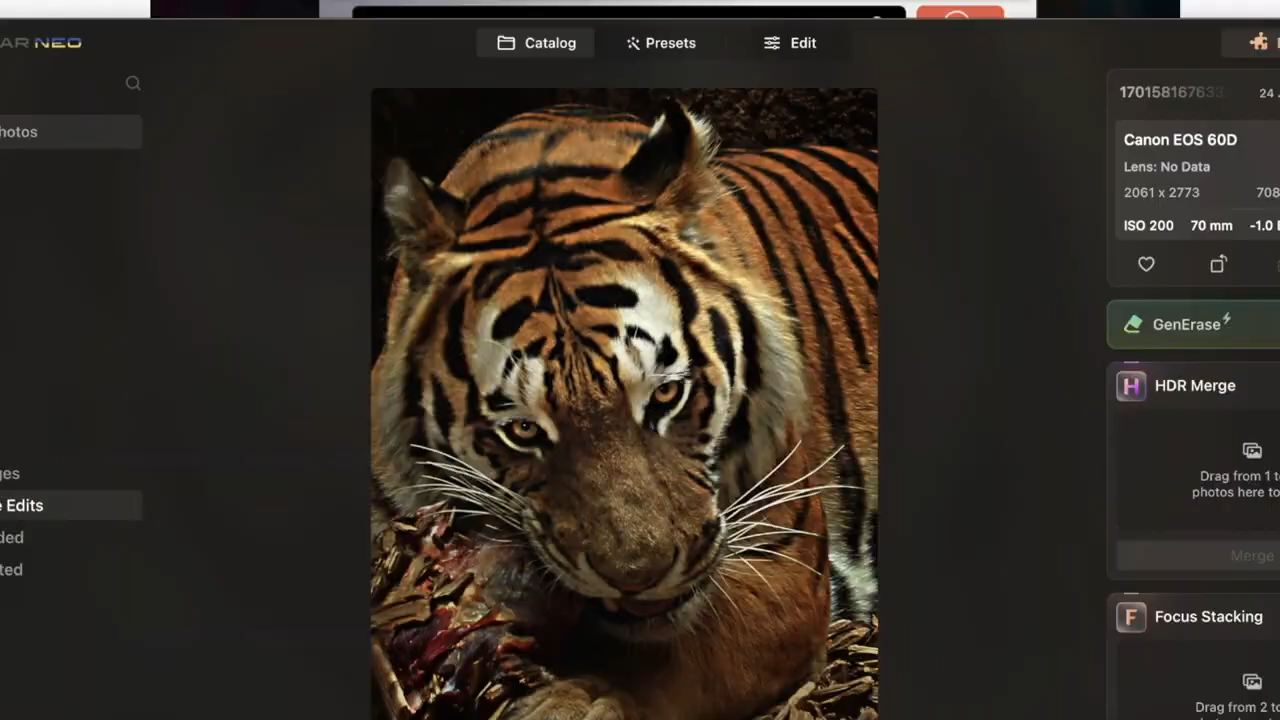 AR NEO
Catalog
Presets
Edit
hotos
170158167633
24
Canon EOS 60D
Lens: No Data
2061 x 2773
708
ISO 200
70 mm
-1.0
GenErase
H
HDR Merge
Drag from 1 t
photos here to
Merge
ges
e Edits
ded
ted
F
Focus Stacking
Drag from 2 t